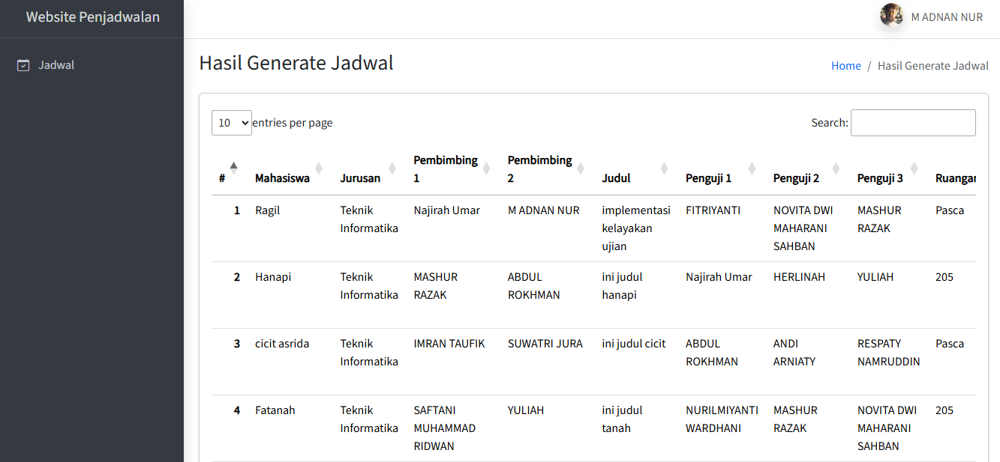 Website Penjadwalan
M ADNAN NUR
Jadwal
Hasil Generate Jadwal
Home / Hasil Generate Jadwal
10 entries per page
Search:
# Mahasiswa Jurusan Pembimbing 1 Pembimbing 2 Judul Penguji 1 Penguji 2 Penguji 3 Ruangan
1 Ragil Teknik Informatika Najirah Umar M ADNAN NUR implementasi kelayakan ujian FITRIYANTI NOVITA DWI MAHARANI SAHBAN MASHUR RAZAK Pasca
2 Hanapi Teknik Informatika MASHUR RAZAK ABDUL ROKHMAN ini judul hanapi Najirah Umar HERLINAH YULIAH 205
3 cicit asrida Teknik Informatika IMRAN TAUFIK SUWATRI JURA ini judul cicit ABDUL ROKHMAN ANDI ARNIATY RESPATY NAMRUDDIN Pasca
4 Fatanah Teknik Informatika SAFTANI MUHAMMAD RIDWAN YULIAH ini judul tanah NURILMIYANTI WARDHANI MASHUR RAZAK NOVITA DWI MAHARANI SAHBAN 205